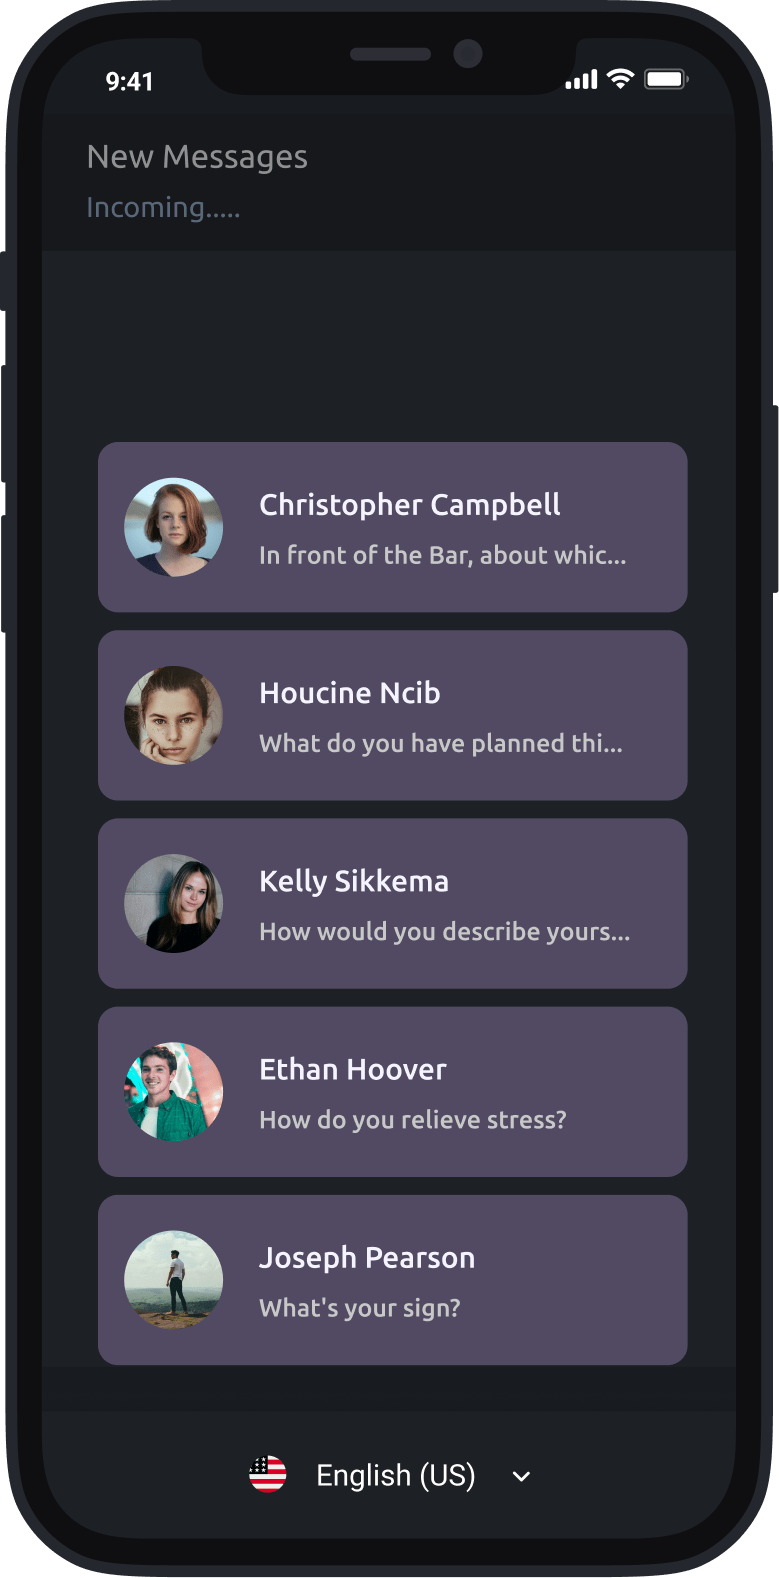 9:41
New Messages
Incoming.....
Christopher Campbell
In front of the Bar, about whic...
Houcine Ncib
What do you have planned thi...
Kelly Sikkema
How would you describe yours...
Ethan Hoover
How do you relieve stress?
Joseph Pearson
What's your sign?
English (US)